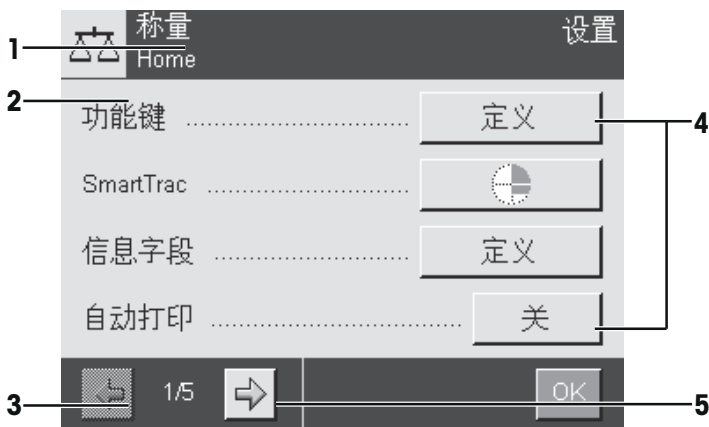 称量
设置
1
Home
2
功能键 ............................. 定义
4
SmartTrac ..........................
信息字段 ......................... 定义
自动打印 ................................ 关
3
1/5
OK
5